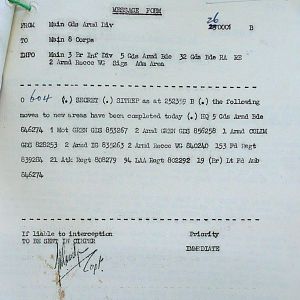 MESSAGE FORM
26
FROM Main Gds Armd Div 250001 B
TO Main 8 Corps
INFO Main 3 Br Inf Div 5 Gds Armd Bde 32 Gds Bde RA RE
2 Armd Recce WG Sigs Adm Area
O 604 (.) SECRET (.) SITREP as at 252359 B (.) the following
moves to new areas have been completed today (.) HQ 5 Gds Armd Bde
846274 1 Mot GREN GDS 853267 2 Armd GREN GDS 856258 1 Armd COLDM
GDS 828253 2 Armd IG 835263 2 Armd Recce WG 840240 153 Fd Regt
839284 21 Atk Regt 808279 94 LAA Regt 802292 19 (Br) Lt Fd Amb
846274
If liable to interception Priority
TO BE SENT IN CIPHER
IMMEDIATE
Capt.